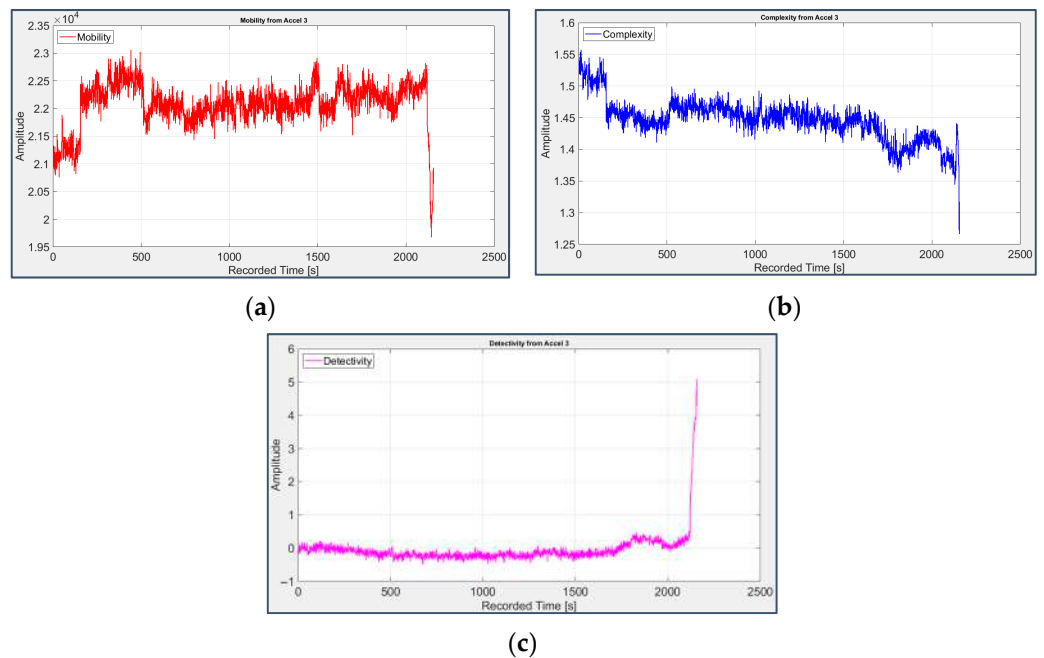 Mobility from Accel 3
×10⁴
Mobility
2.35
2.3
2.25
2.2
2.15
2.1
2.05
2
1.95
Amplitude
0 500 1000 1500 2000 2500
Recorded Time [s]
(a)
Complexity from Accel 3
Complexity
1.6
1.55
1.5
1.45
1.4
1.35
1.3
1.25
Amplitude
0 500 1000 1500 2000 2500
Recorded Time [s]
(b)
Detectivity from Accel 3
Detectivity
6
5
4
3
2
1
0
−1
Amplitude
0 500 1000 1500 2000 2500
Recorded Time [s]
(c)